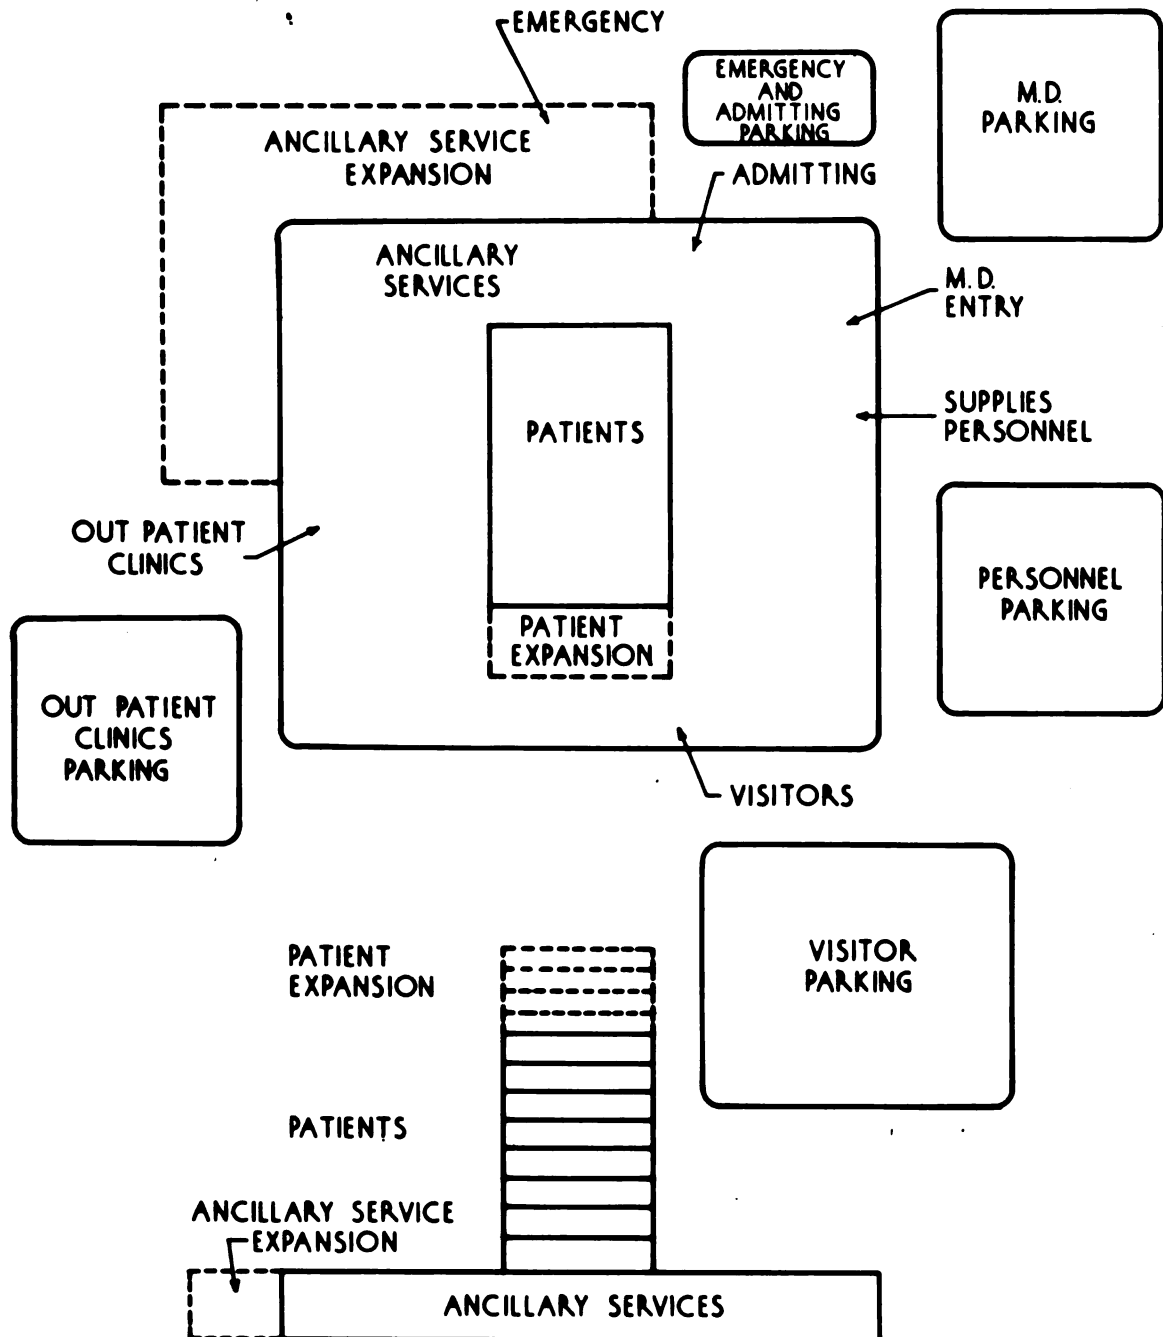 EMERGENCY
EMERGENCY
AND
ADMITTING
PARKING
M.D.
PARKING
ANCILLARY SERVICE
EXPANSION
ADMITTING
ANCILLARY
SERVICES
M.D.
ENTRY
PATIENTS
SUPPLIES
PERSONNEL
OUT PATIENT
CLINICS
PERSONNEL
PARKING
PATIENT
EXPANSION
OUT PATIENT
CLINICS
PARKING
VISITORS
VISITOR
PARKING
PATIENT
EXPANSION
PATIENTS
ANCILLARY SERVICE
EXPANSION
ANCILLARY SERVICES